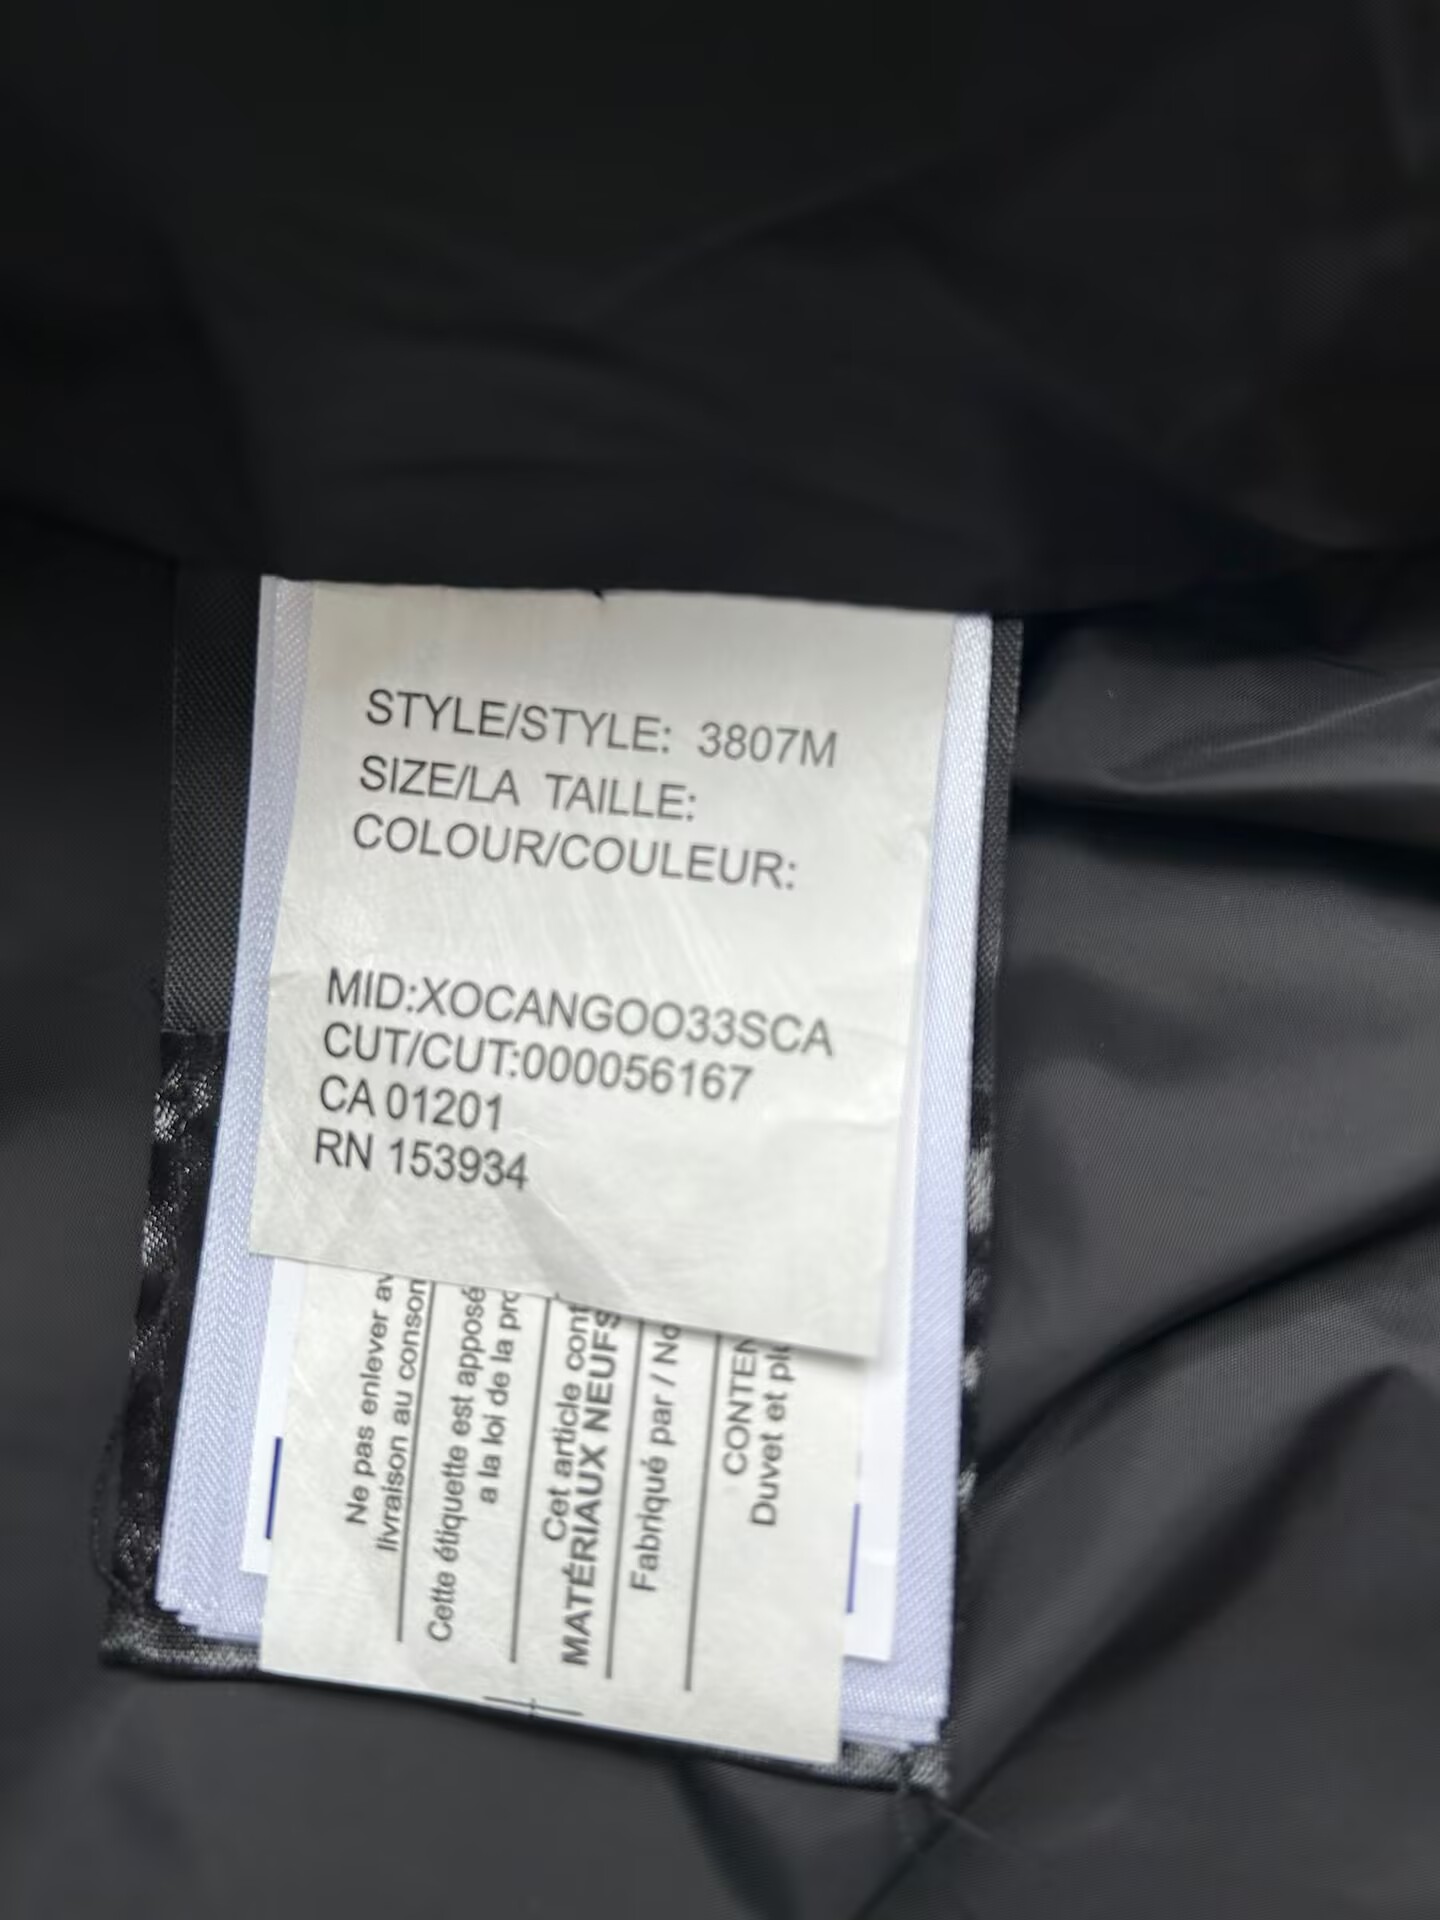 STYLE/STYLE: 3807M
SIZE/LA TAILLE:
COLOUR/COULEUR:
MID:XOCANGOO33SCA
CUT/CUT:000056167
CA 01201
RN 153934
Ne pas enlever av
livraison au conson
Cette étiquette est apposé
a la loi de la pro
Cet article cont
MATÉRIAUX NEUFS
Fabriqué par / No
CONTEN
Duvet et plu